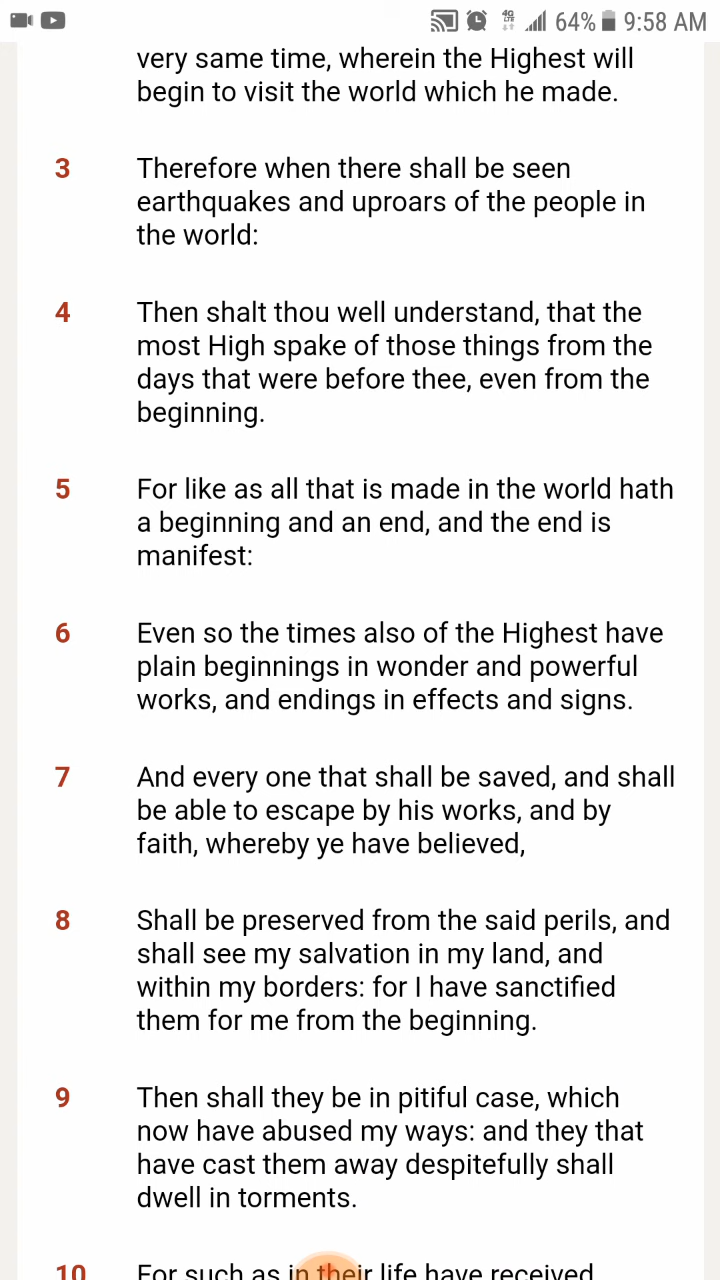 64% 9:58 AM
very same time, wherein the Highest will
begin to visit the world which he made.
3 Therefore when there shall be seen
earthquakes and uproars of the people in
the world:
4 Then shalt thou well understand, that the
most High spake of those things from the
days that were before thee, even from the
beginning.
5 For like as all that is made in the world hath
a beginning and an end, and the end is
manifest:
6 Even so the times also of the Highest have
plain beginnings in wonder and powerful
works, and endings in effects and signs.
7 And every one that shall be saved, and shall
be able to escape by his works, and by
faith, whereby ye have believed,
8 Shall be preserved from the said perils, and
shall see my salvation in my land, and
within my borders: for I have sanctified
them for me from the beginning.
9 Then shall they be in pitiful case, which
now have abused my ways: and they that
have cast them away despitefully shall
dwell in torments.
10 For such as in their life have received